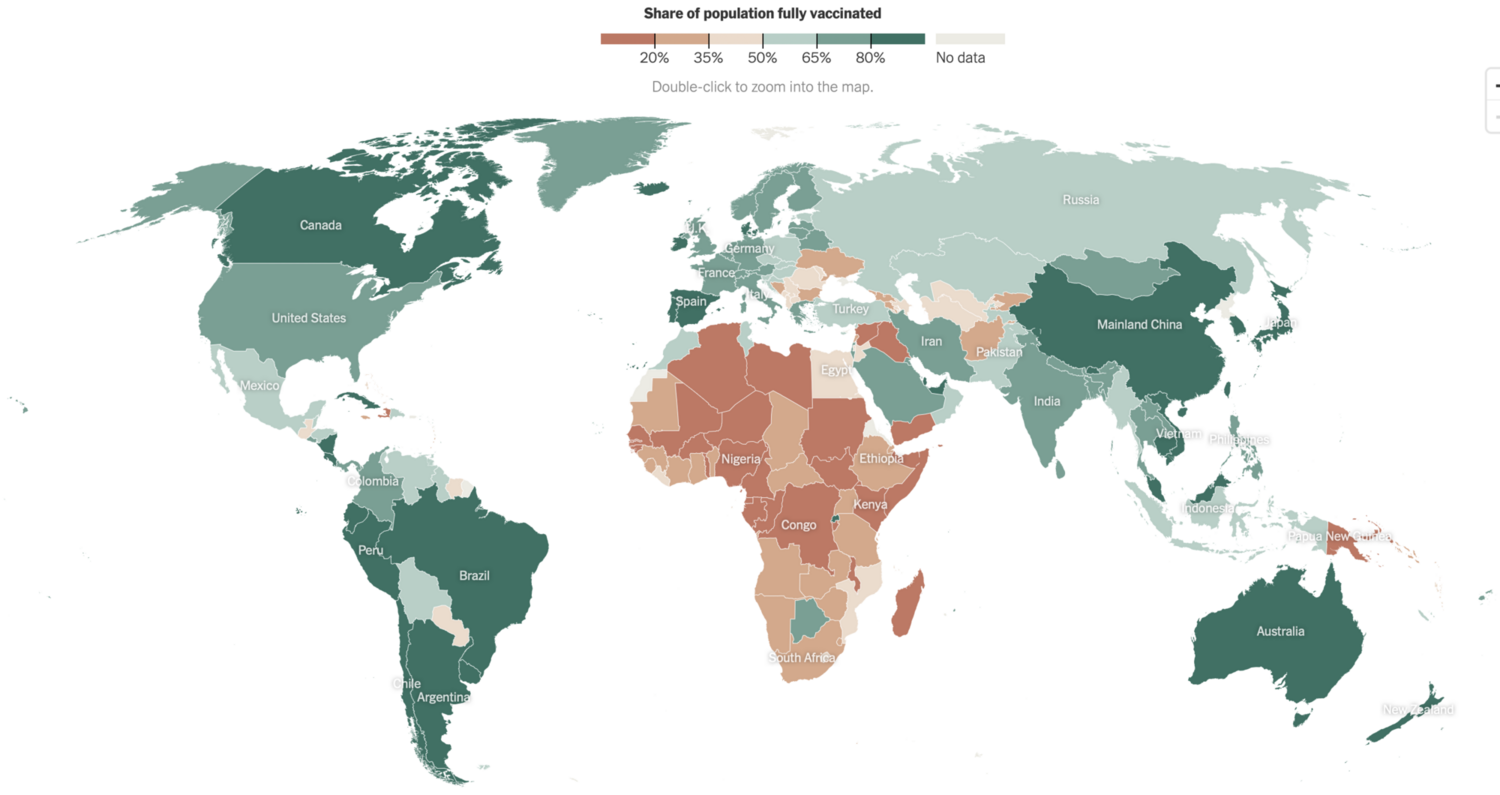 Share of population fully vaccinated
20% 35% 50% 65% 80% No data
Double-click to zoom into the map.
Russia
Canada
U.K.
Germany
France
Italy
Spain
Turkey
United States
Mainland China
Japan
Iran
Pakistan
Mexico
Egypt
India
Vietnam
Philippines
Nigeria
Ethiopia
Colombia
Kenya
Indonesia
Congo
Papua New Guinea
Peru
Brazil
Australia
South Africa
Chile
Argentina
New Zealand